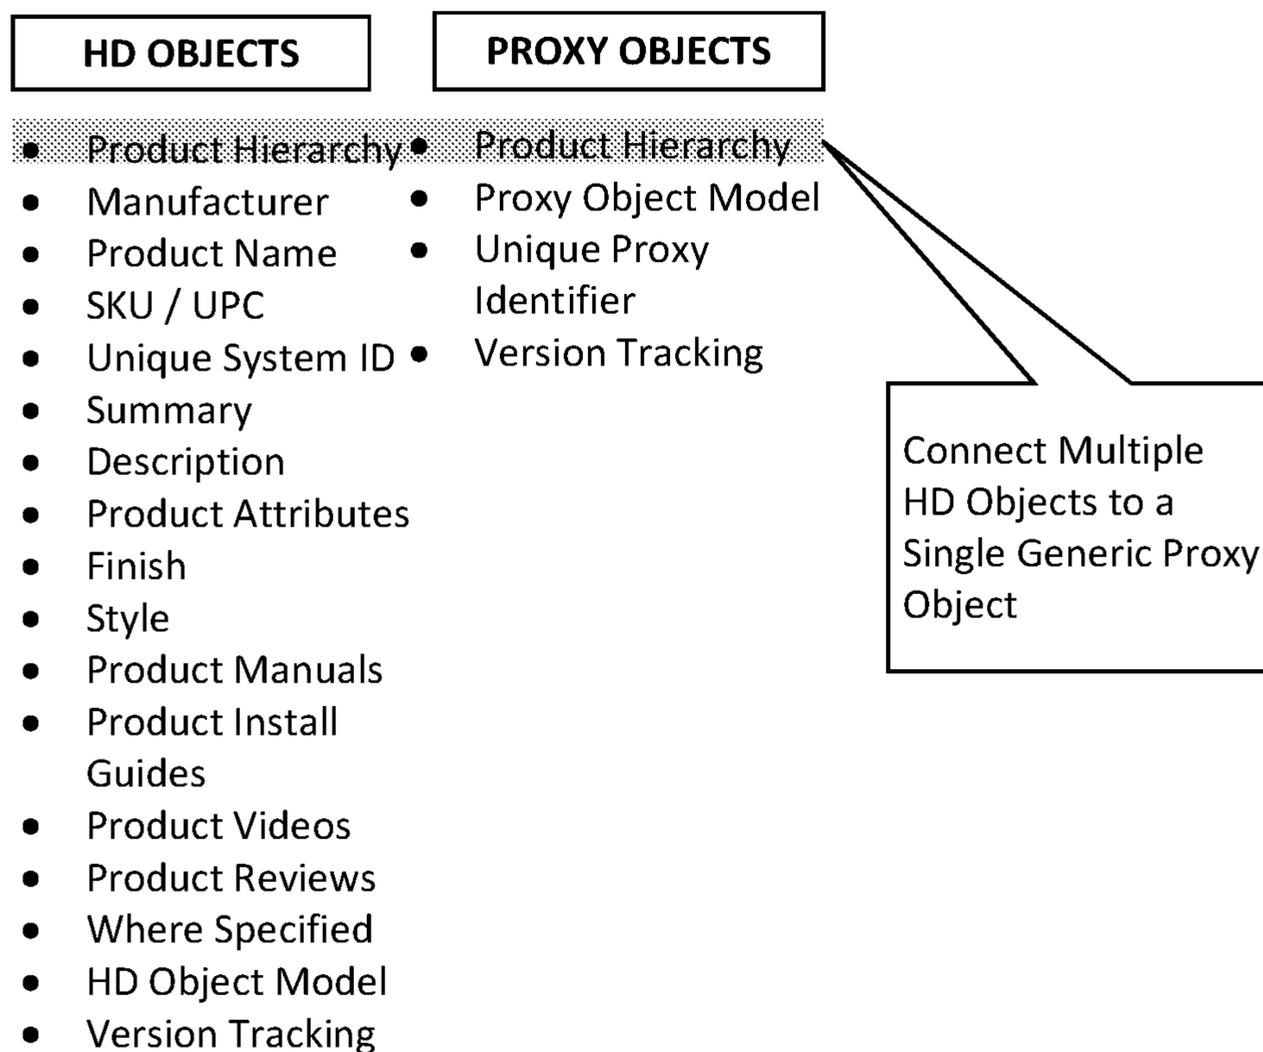 HD OBJECTS
Product Hierarchy
Manufacturer
Product Name
SKU / UPC
Unique System ID
Summary
Description
Product Attributes
Finish
Style
Product Manuals
Product Install
Guides
Product Videos
Product Reviews
Where Specified
HD Object Model
Version Tracking
PROXY OBJECTS
Product Hierarchy
Proxy Object Model
Unique Proxy
Identifier
Version Tracking
Connect Multiple
HD Objects to a
Single Generic Proxy
Object